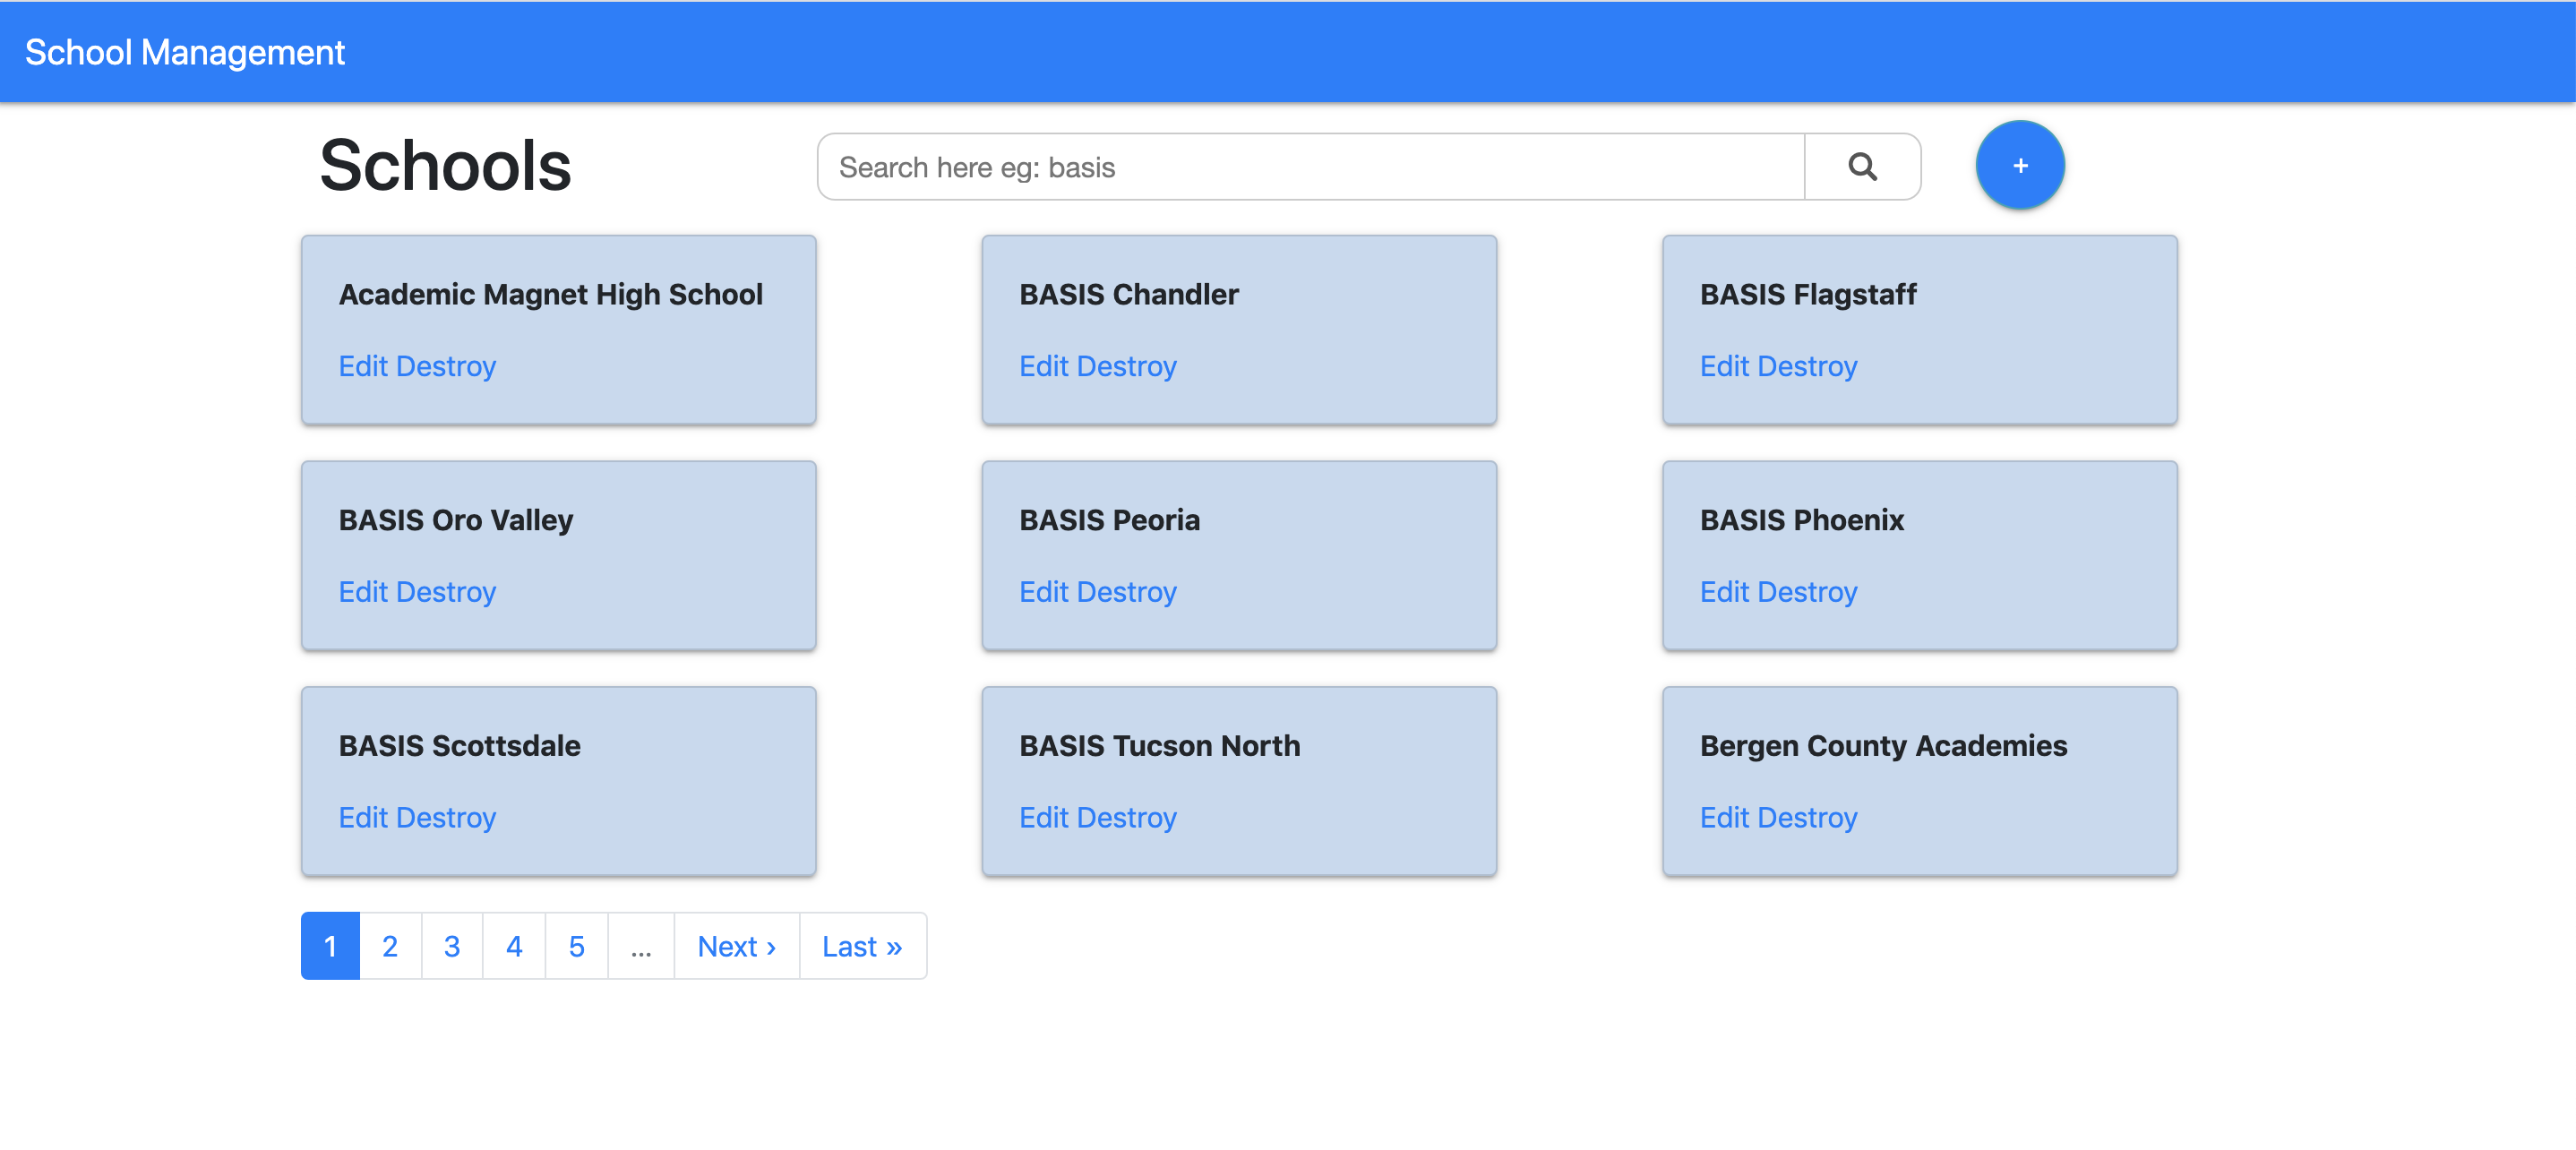 School Management
Schools
Search here eg: basis
+
Academic Magnet High School
Edit Destroy
BASIS Chandler
Edit Destroy
BASIS Flagstaff
Edit Destroy
BASIS Oro Valley
Edit Destroy
BASIS Peoria
Edit Destroy
BASIS Phoenix
Edit Destroy
BASIS Scottsdale
Edit Destroy
BASIS Tucson North
Edit Destroy
Bergen County Academies
Edit Destroy
1 2 3 4 5 ... Next › Last »